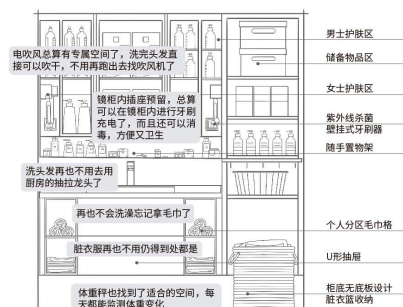 男士护肤区
电吹风总算有专属空间了，洗完头发直
接可以吹干，不用再跑出去找吹风机了
储备物品区
女士护肤区
镜柜内插座预留，总算
可以在镜柜内进行牙刷
充电了，而且还可以消
毒，方便又卫生
紫外线杀菌
壁挂式牙刷器
随手置物架
洗头发再也不用去用
厨房的抽拉龙头了
再也不会洗澡忘记拿毛巾了
个人分区毛巾格
脏衣服再也不用仍得到处都是
U形抽屉
体重秤也找到了适合的空间，每
天都能监测体重变化
柜底无底板设计
脏衣篮收纳